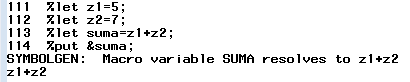 111  %let z1=5;
112  %let z2=7;
113  %let suma=z1+z2;
114  %put &suma;
SYMBOLGEN:  Macro variable SUMA resolves to z1+z2
z1+z2